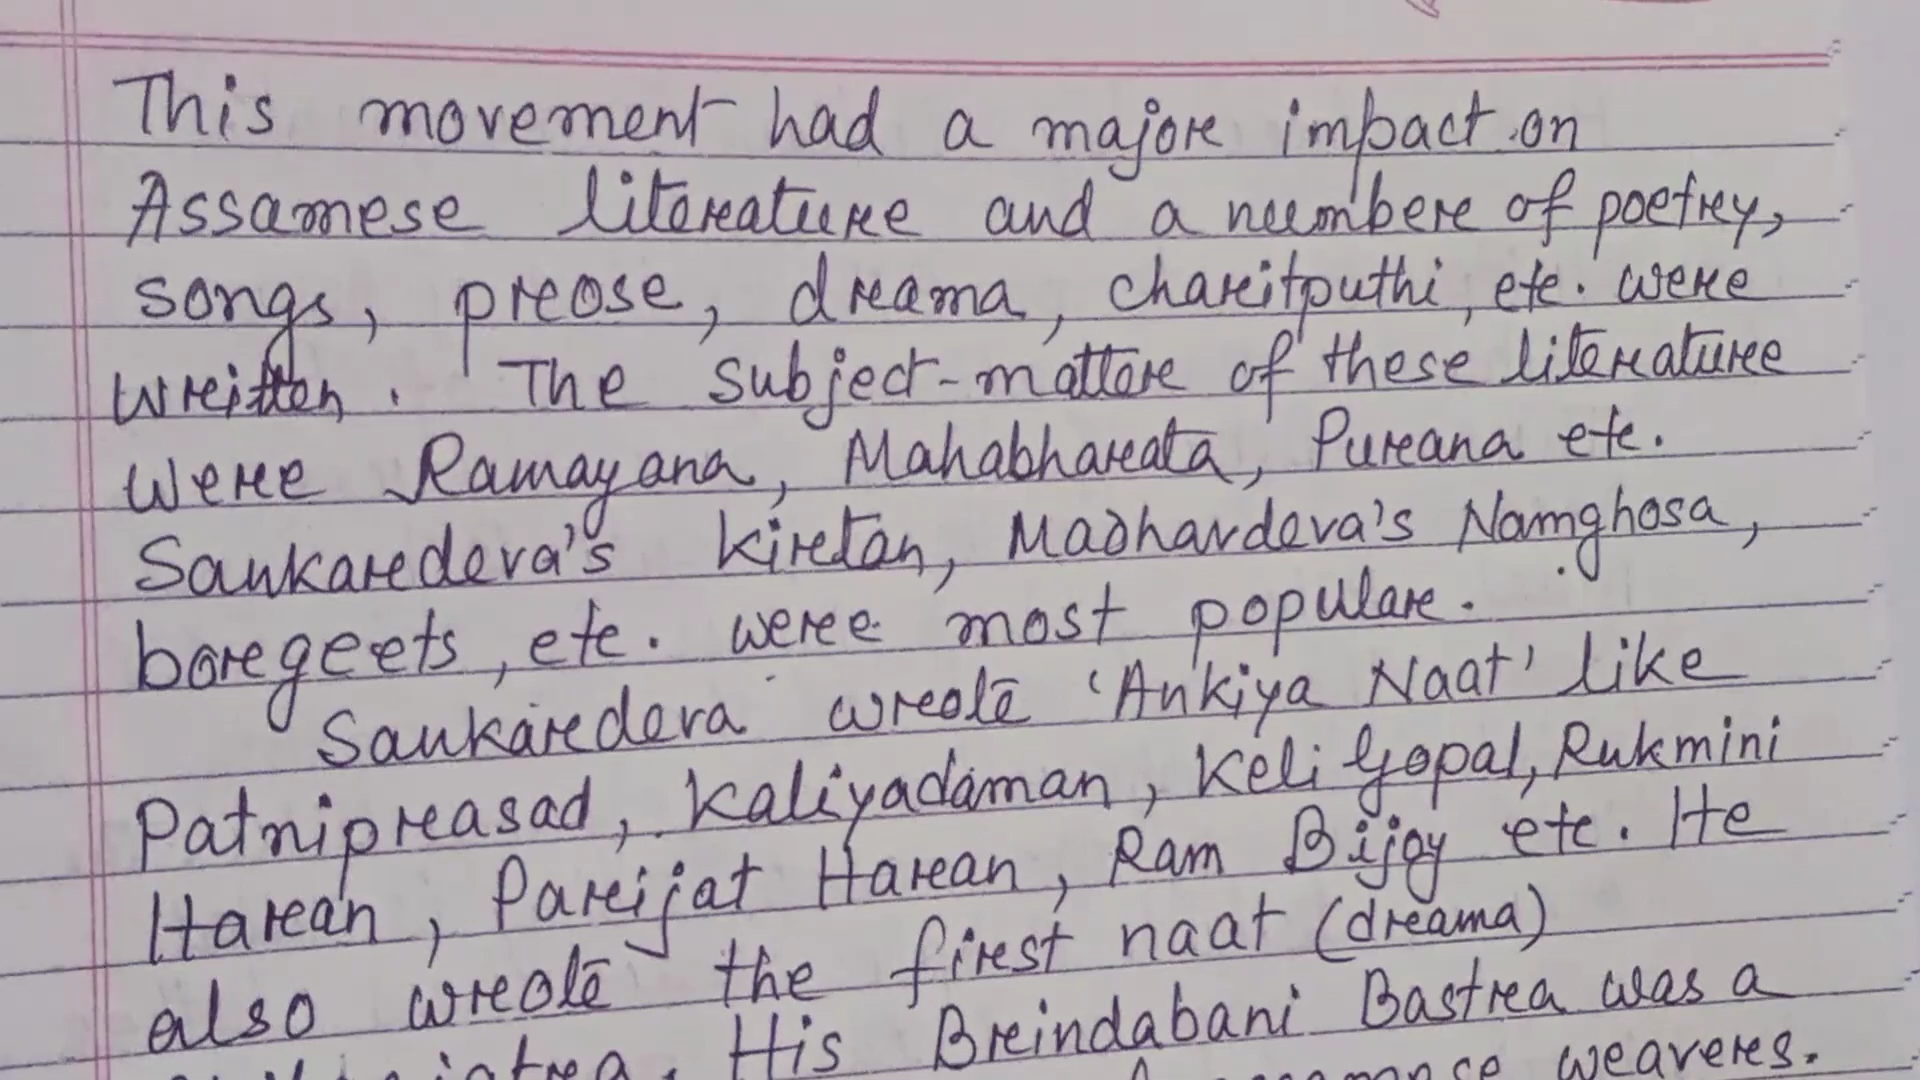 This movement had a major impact on
Assamese literature and a number of poetry,
songs, prose, drama, charitputhi, etc. were
written. The subject-matter of these literature
were Ramayana, Mahabharata, Purana etc.
Sankardeva's kirtan, Madhavdeva's Namghosa,
borgeets, etc. were most popular.
Sankardeva wrote 'Ankiya Naat' like
Patniprasad, Kaliyadaman, Keli Gopal, Rukmini
Haran, Parijat Haran, Ram Bijoy etc. He
also wrote the first naat (drama)
His Brindabani Bastra was a
weavers.